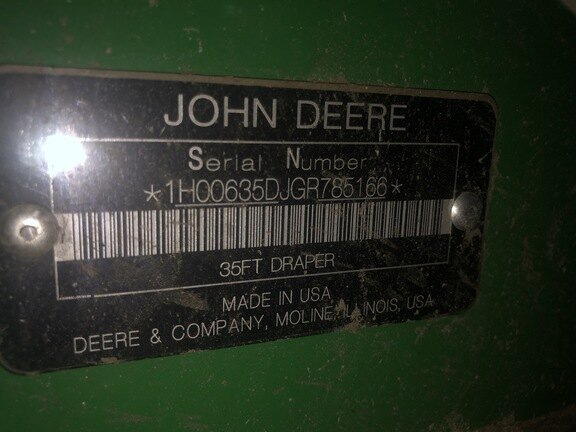 JOHN DEERE
Serial Number
*1H00635DJGR785166*
35FT DRAPER
MADE IN USA
DEERE & COMPANY, MOLINE, ILLINOIS, USA